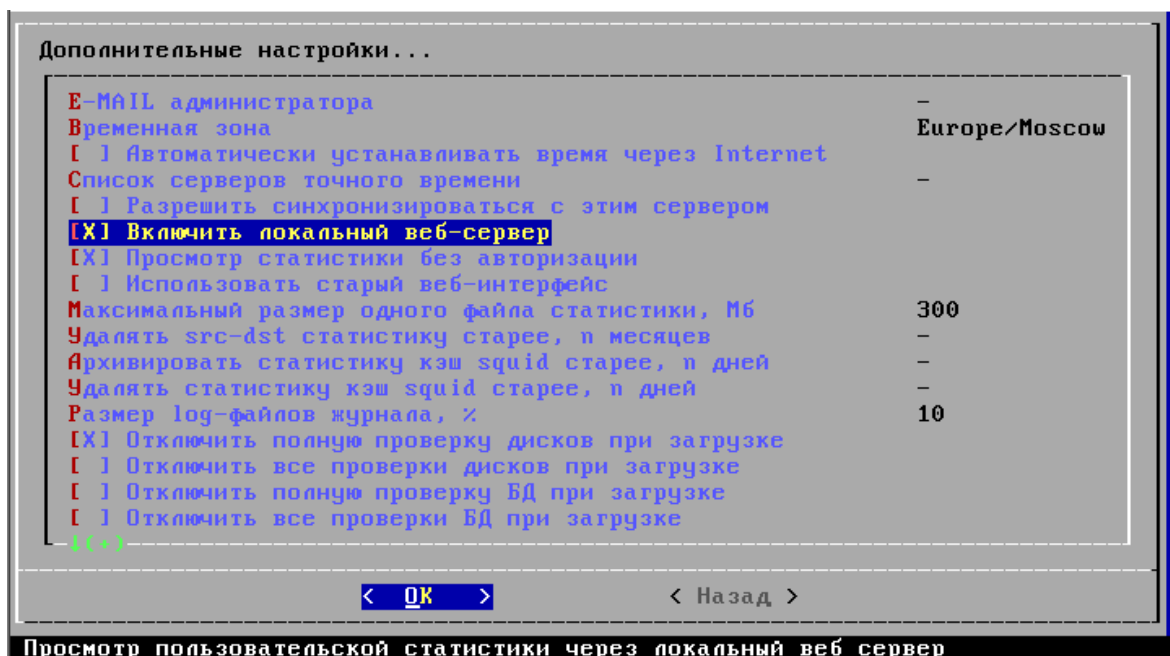 Дополнительные настройки...
E-MAIL администратора –
Временная зона Europe/Moscow
[ ] Автоматически устанавливать время через Internet
Список серверов точного времени –
[ ] Разрешить синхронизироваться с этим сервером
[X] Включить локальный веб-сервер
[X] Просмотр статистики без авторизации
[ ] Использовать старый веб-интерфейс
Максимальный размер одного файла статистики, Мб 300
Удалять src-dst статистику старее, n месяцев –
Архивировать статистику кэш squid старее, n дней –
Удалять статистику кэш squid старее, n дней –
Размер log-файлов журнала, % 10
[X] Отключить полную проверку дисков при загрузке
[ ] Отключить все проверки дисков при загрузке
[ ] Отключить полную проверку БД при загрузке
[ ] Отключить все проверки БД при загрузке
↓(+)
< OK > < Назад >
Просмотр пользовательской статистики через локальный веб сервер